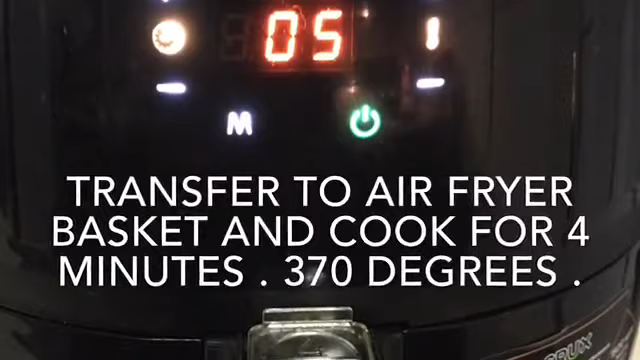 05
M
TRANSFER TO AIR FRYER
BASKET AND COOK FOR 4
MINUTES . 370 DEGREES .